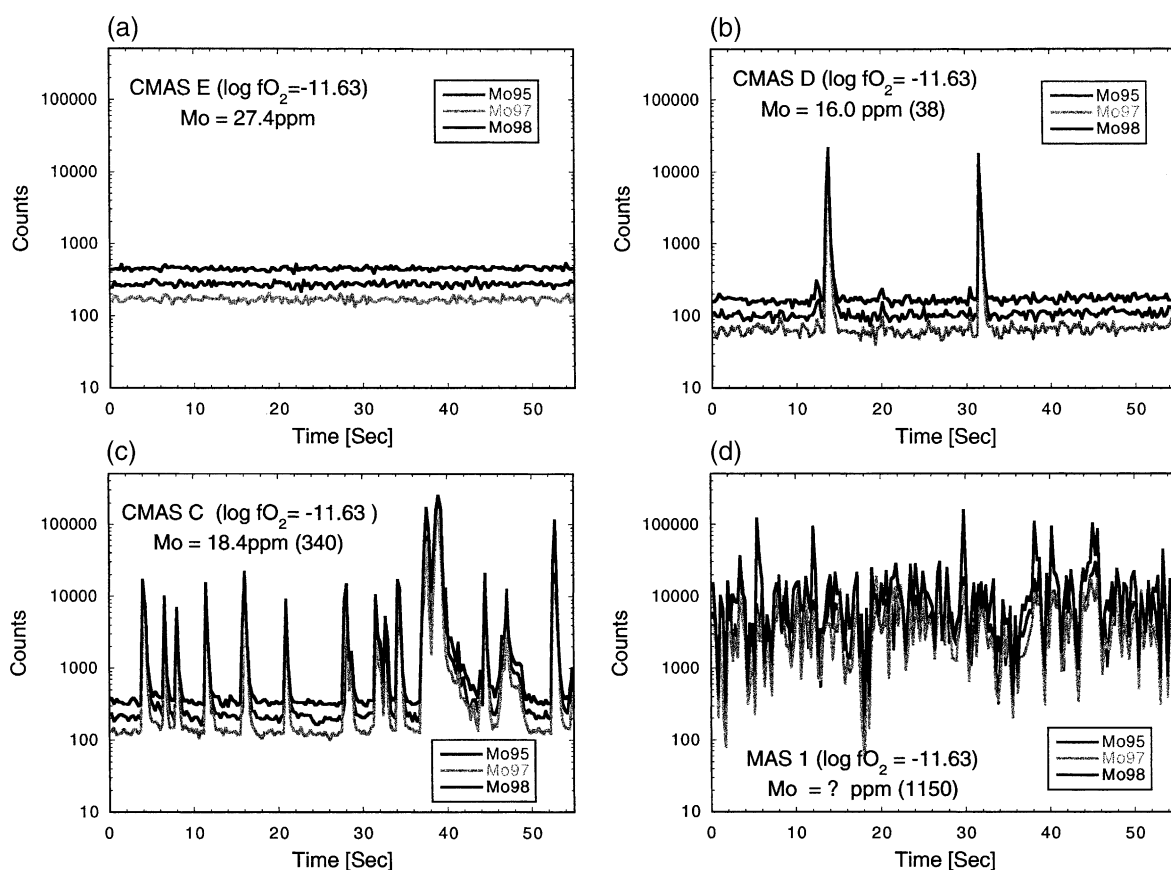 (a)
CMAS E (log fO2=-11.63)
Mo = 27.4ppm
Mo95
Mo97
Mo98
100000
10000
1000
100
10
Counts
0 10 20 30 40 50
Time [Sec]
(b)
CMAS D (log fO2= -11.63)
Mo = 16.0 ppm (38)
Mo95
Mo97
Mo98
100000
10000
1000
100
10
Counts
0 10 20 30 40 50
Time [Sec]
(c)
CMAS C (log fO2= -11.63 )
Mo = 18.4ppm (340)
100000
10000
1000
100
10
Counts
Mo95
Mo97
Mo98
0 10 20 30 40 50
Time [Sec]
(d)
100000
10000
1000
100
10
Counts
MAS 1 (log fO2 = -11.63)
Mo = ? ppm (1150)
Mo95
Mo97
Mo98
0 10 20 30 40 50
Time [Sec]